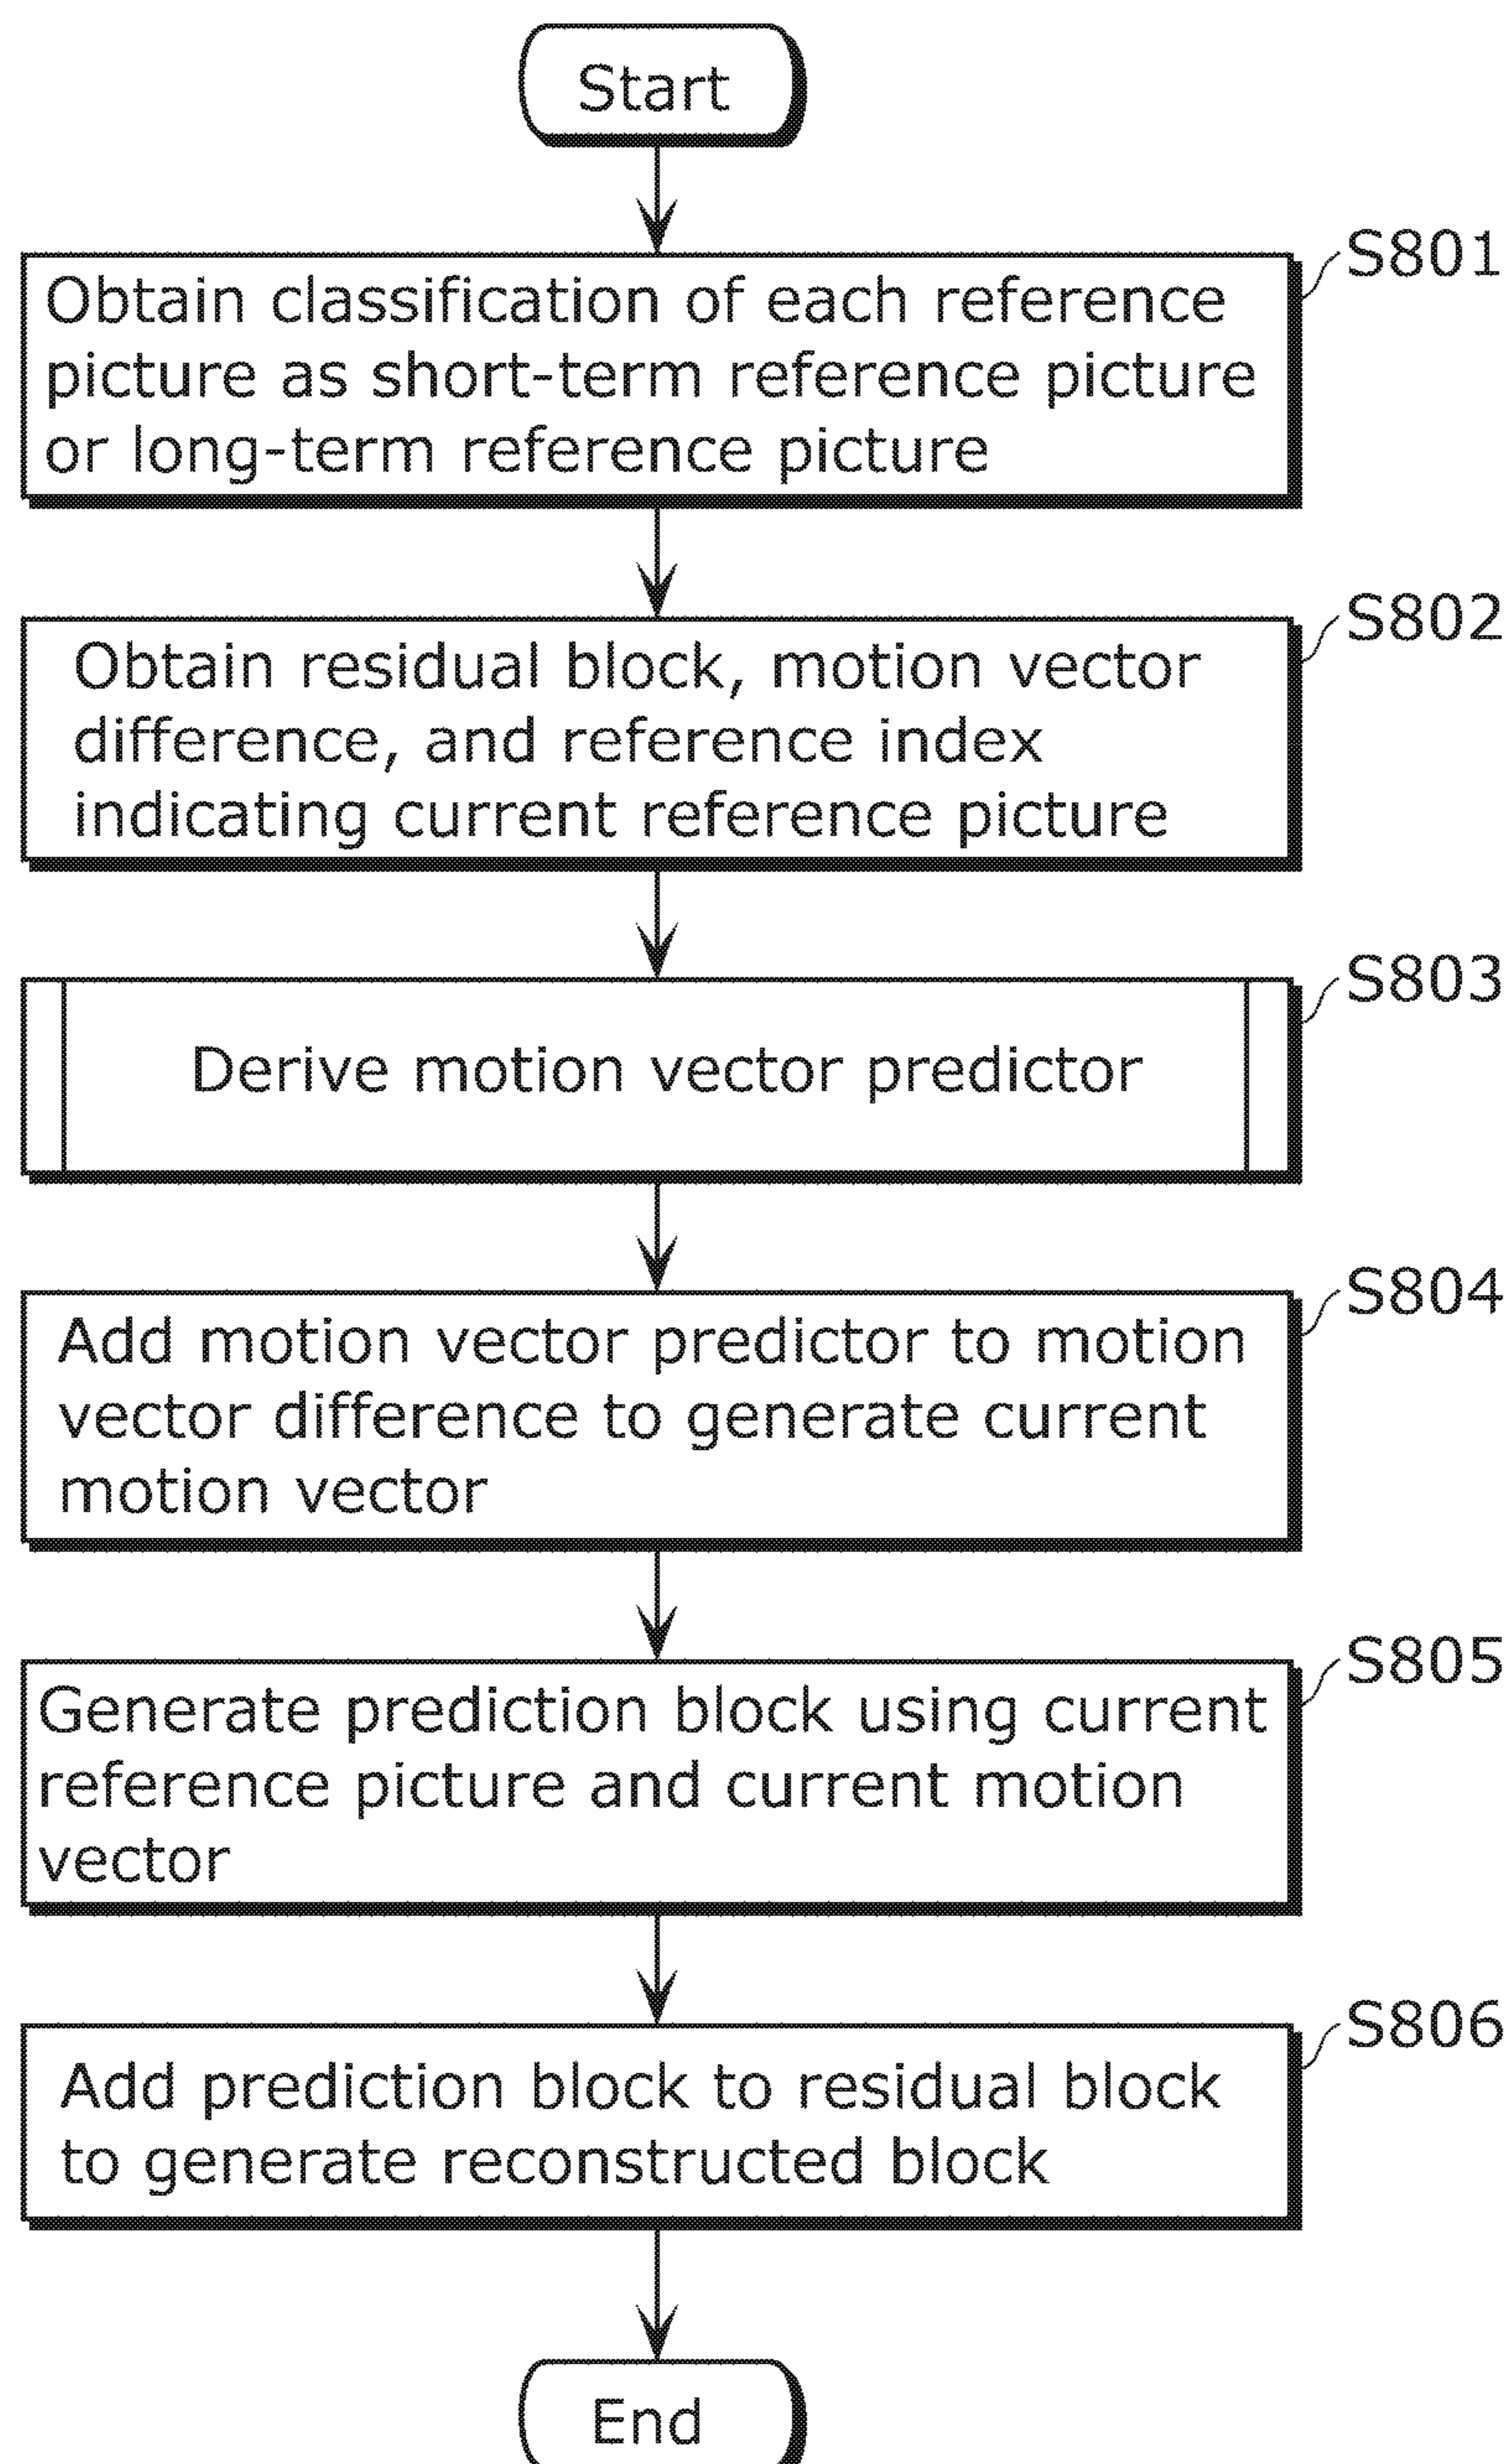 Start
S801
Obtain classification of each reference
picture as short-term reference picture
or long-term reference picture
S802
Obtain residual block, motion vector
difference, and reference index
indicating current reference picture
S803
Derive motion vector predictor
S804
Add motion vector predictor to motion
vector difference to generate current
motion vector
S805
Generate prediction block using current
reference picture and current motion
vector
S806
Add prediction block to residual block
to generate reconstructed block
End